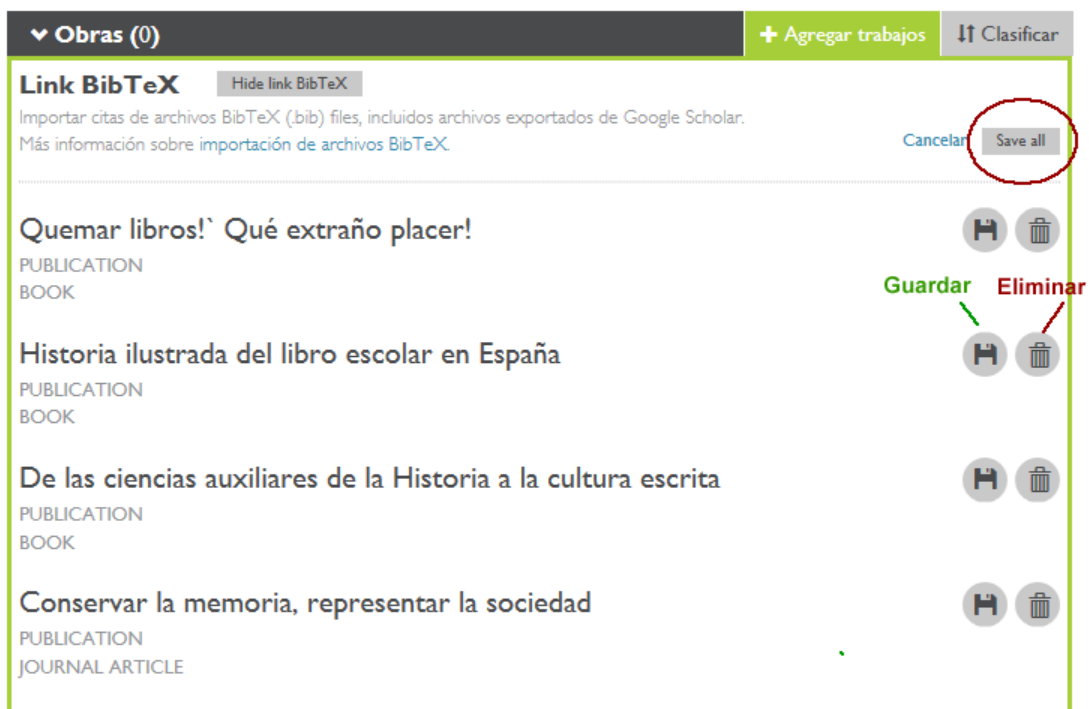 Obras (0)
Agregar trabajos
Clasificar
Link BibTeX
Hide link BibTeX
Importar citas de archivos BibTeX (.bib) files, incluidos archivos exportados de Google Scholar.
Más información sobre importación de archivos BibTeX.
Cancelar
Save all
Quemar libros!` Qué extraño placer!
PUBLICATION
BOOK
Guardar
Eliminar
Historia ilustrada del libro escolar en España
PUBLICATION
BOOK
De las ciencias auxiliares de la Historia a la cultura escrita
PUBLICATION
BOOK
Conservar la memoria, representar la sociedad
PUBLICATION
JOURNAL ARTICLE